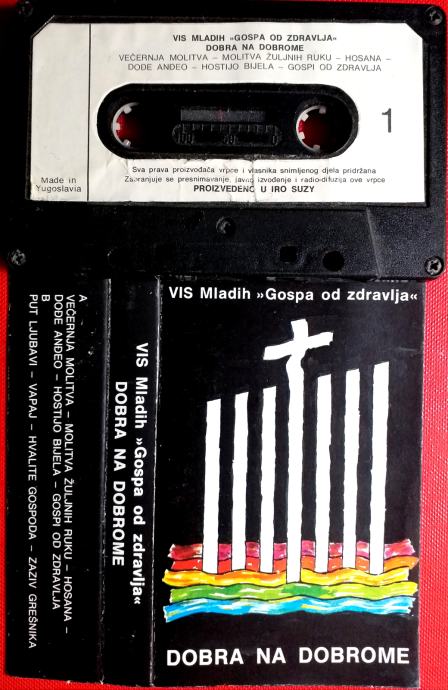 VIS MLADIH »GOSPA OD ZDRAVLJA«
DOBRA NA DOBROME
VEČERNJA MOLITVA – MOLITVA ŽULJNIH RUKU – HOSANA –
DOĐE ANĐEO – HOSTIJO BIJELA – GOSPI OD ZDRAVLJA
1
100 50 0
Made in
Yugoslavia
Sva prava proizvođača vrpce i vlasnika snimljenog djela pridržana
Zabranjuje se presnimavanje, javno izvođenje i radio-difuzija ove vrpce
PROIZVEDENO U IRO SUZY
VIS Mladih »Gospa od zdravlja«
DOBRA NA DOBROME
VIS Mladih »Gospa od zdravlja«
DOBRA NA DOBROME
A
VEČERNJA MOLITVA – MOLITVA ŽULJNIH RUKU – HOSANA –
DOĐE ANĐEO – HOSTIJO BIJELA – GOSPI OD ZDRAVLJA
B
PUT LJUBAVI – VAPAJ – HVALITE GOSPODA – ZAZIV GREŠNIKA